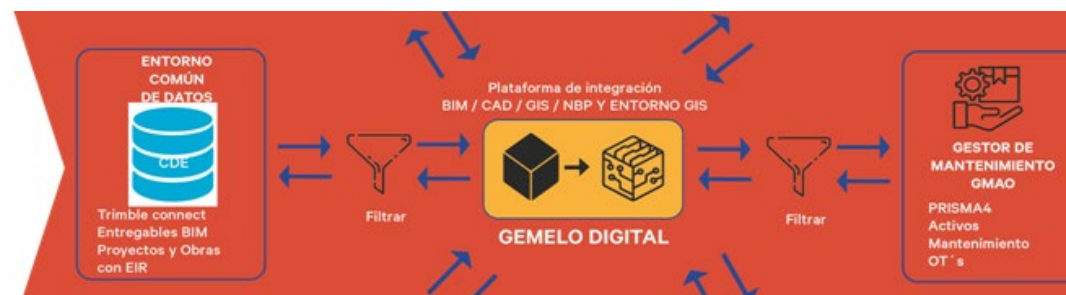 ENTORNO
COMÚN
DE DATOS
CDE
Trimble connect
Entregables BIM
Proyectos y Obras
con EIR
Filtrar
Plataforma de integración
BIM / CAD / GIS / NBP Y ENTORNO GIS
GEMELO DIGITAL
Filtrar
GESTOR DE
MANTENIMIENTO
GMAO
PRISMA4
Activos
Mantenimiento
OT´s